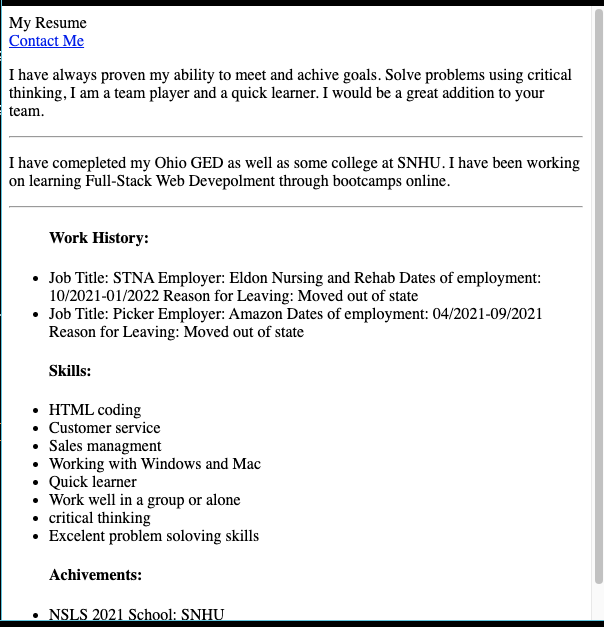 My Resume
Contact Me
I have always proven my ability to meet and achive goals. Solve problems using critical
thinking, I am a team player and a quick learner. I would be a great addition to your
team.
I have comepleted my Ohio GED as well as some college at SNHU. I have been working
on learning Full-Stack Web Devepolment through bootcamps online.
Work History:
Job Title: STNA Employer: Eldon Nursing and Rehab Dates of employment:
10/2021-01/2022 Reason for Leaving: Moved out of state
Job Title: Picker Employer: Amazon Dates of employment: 04/2021-09/2021
Reason for Leaving: Moved out of state
Skills:
HTML coding
Customer service
Sales managment
Working with Windows and Mac
Quick learner
Work well in a group or alone
critical thinking
Excelent problem soloving skills
Achivements:
NSLS 2021 School: SNHU